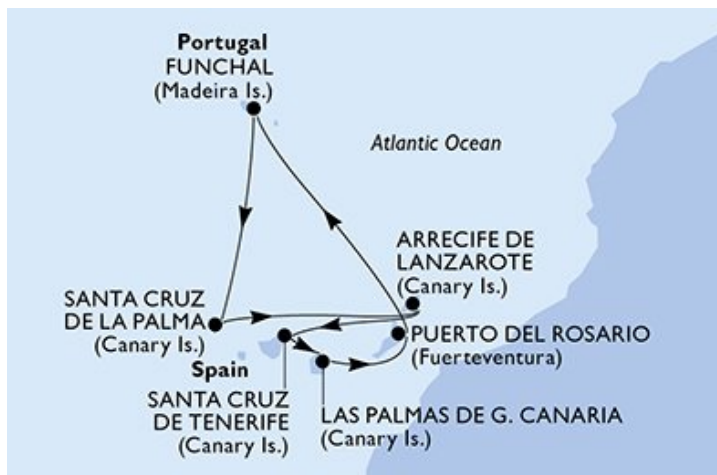 Portugal
FUNCHAL
(Madeira Is.)
Atlantic Ocean
ARRECIFE DE
LANZAROTE
(Canary Is.)
SANTA CRUZ
DE LA PALMA
(Canary Is.)
PUERTO DEL ROSARIO
(Fuerteventura)
Spain
SANTA CRUZ
DE TENERIFE
(Canary Is.)
LAS PALMAS DE G. CANARIA
(Canary Is.)